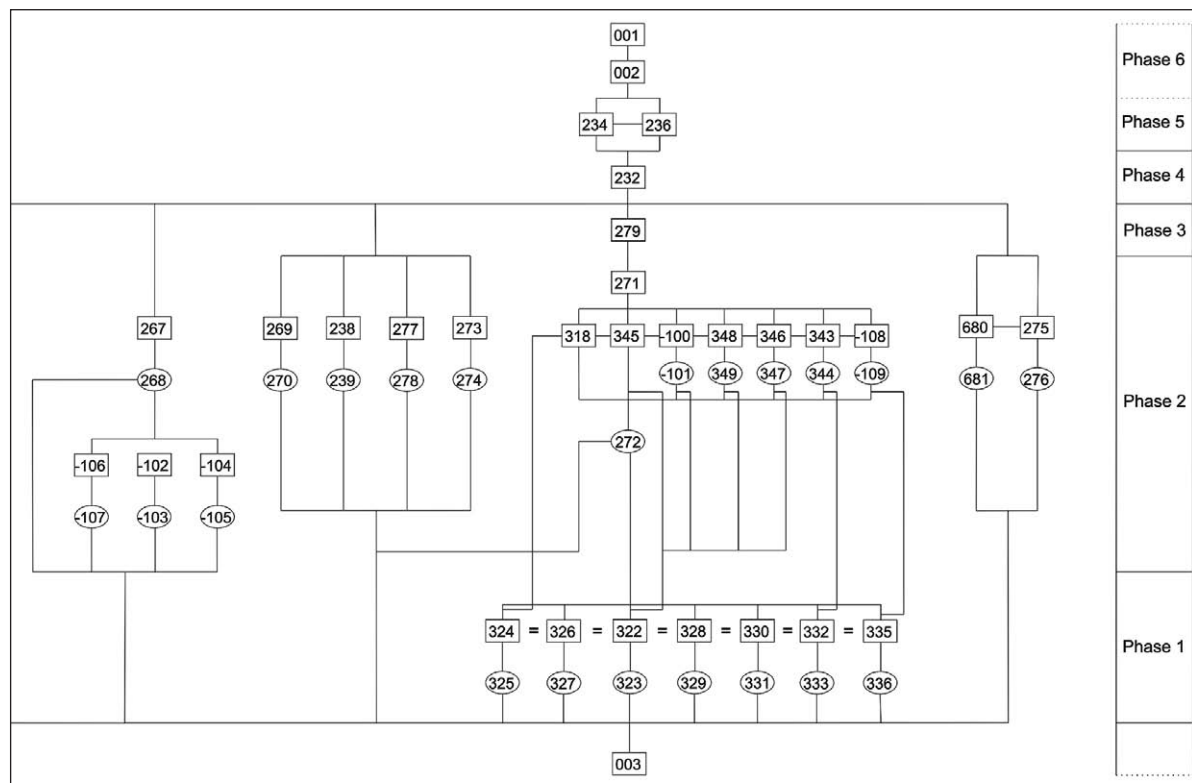 001
Phase 6
002
234 236
Phase 5
232
Phase 4
279
Phase 3
271
267 269 238 277 273 318 345 -100 348 346 343 -108 680 275
268 270 239 278 274 -101 349 347 344 -109 681 276
Phase 2
272
-106 -102 -104
-107 -103 -105
324 = 326 = 322 = 328 = 330 = 332 = 335
Phase 1
325 327 323 329 331 333 336
003